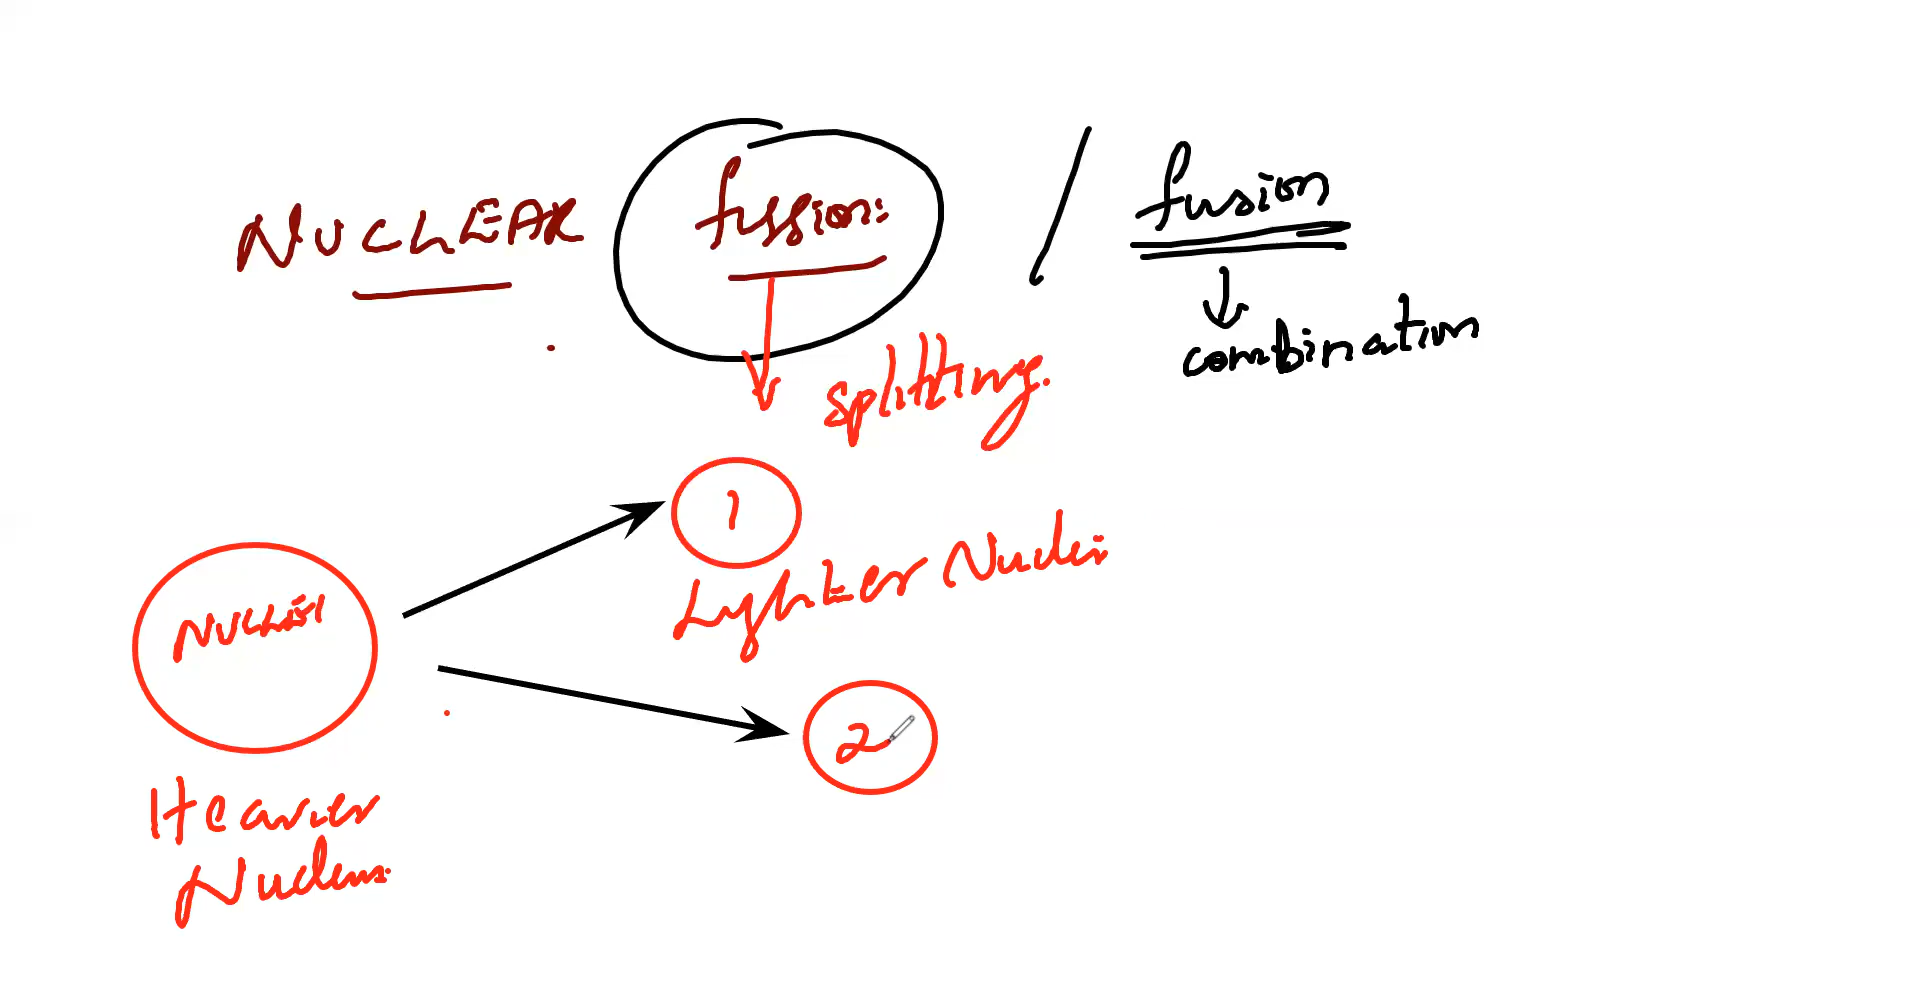 NUCLEAR fission: / fusion
combination
splitting.
1
Lighter Nuclei
NUCLEI
2
Heavier
Nucleus